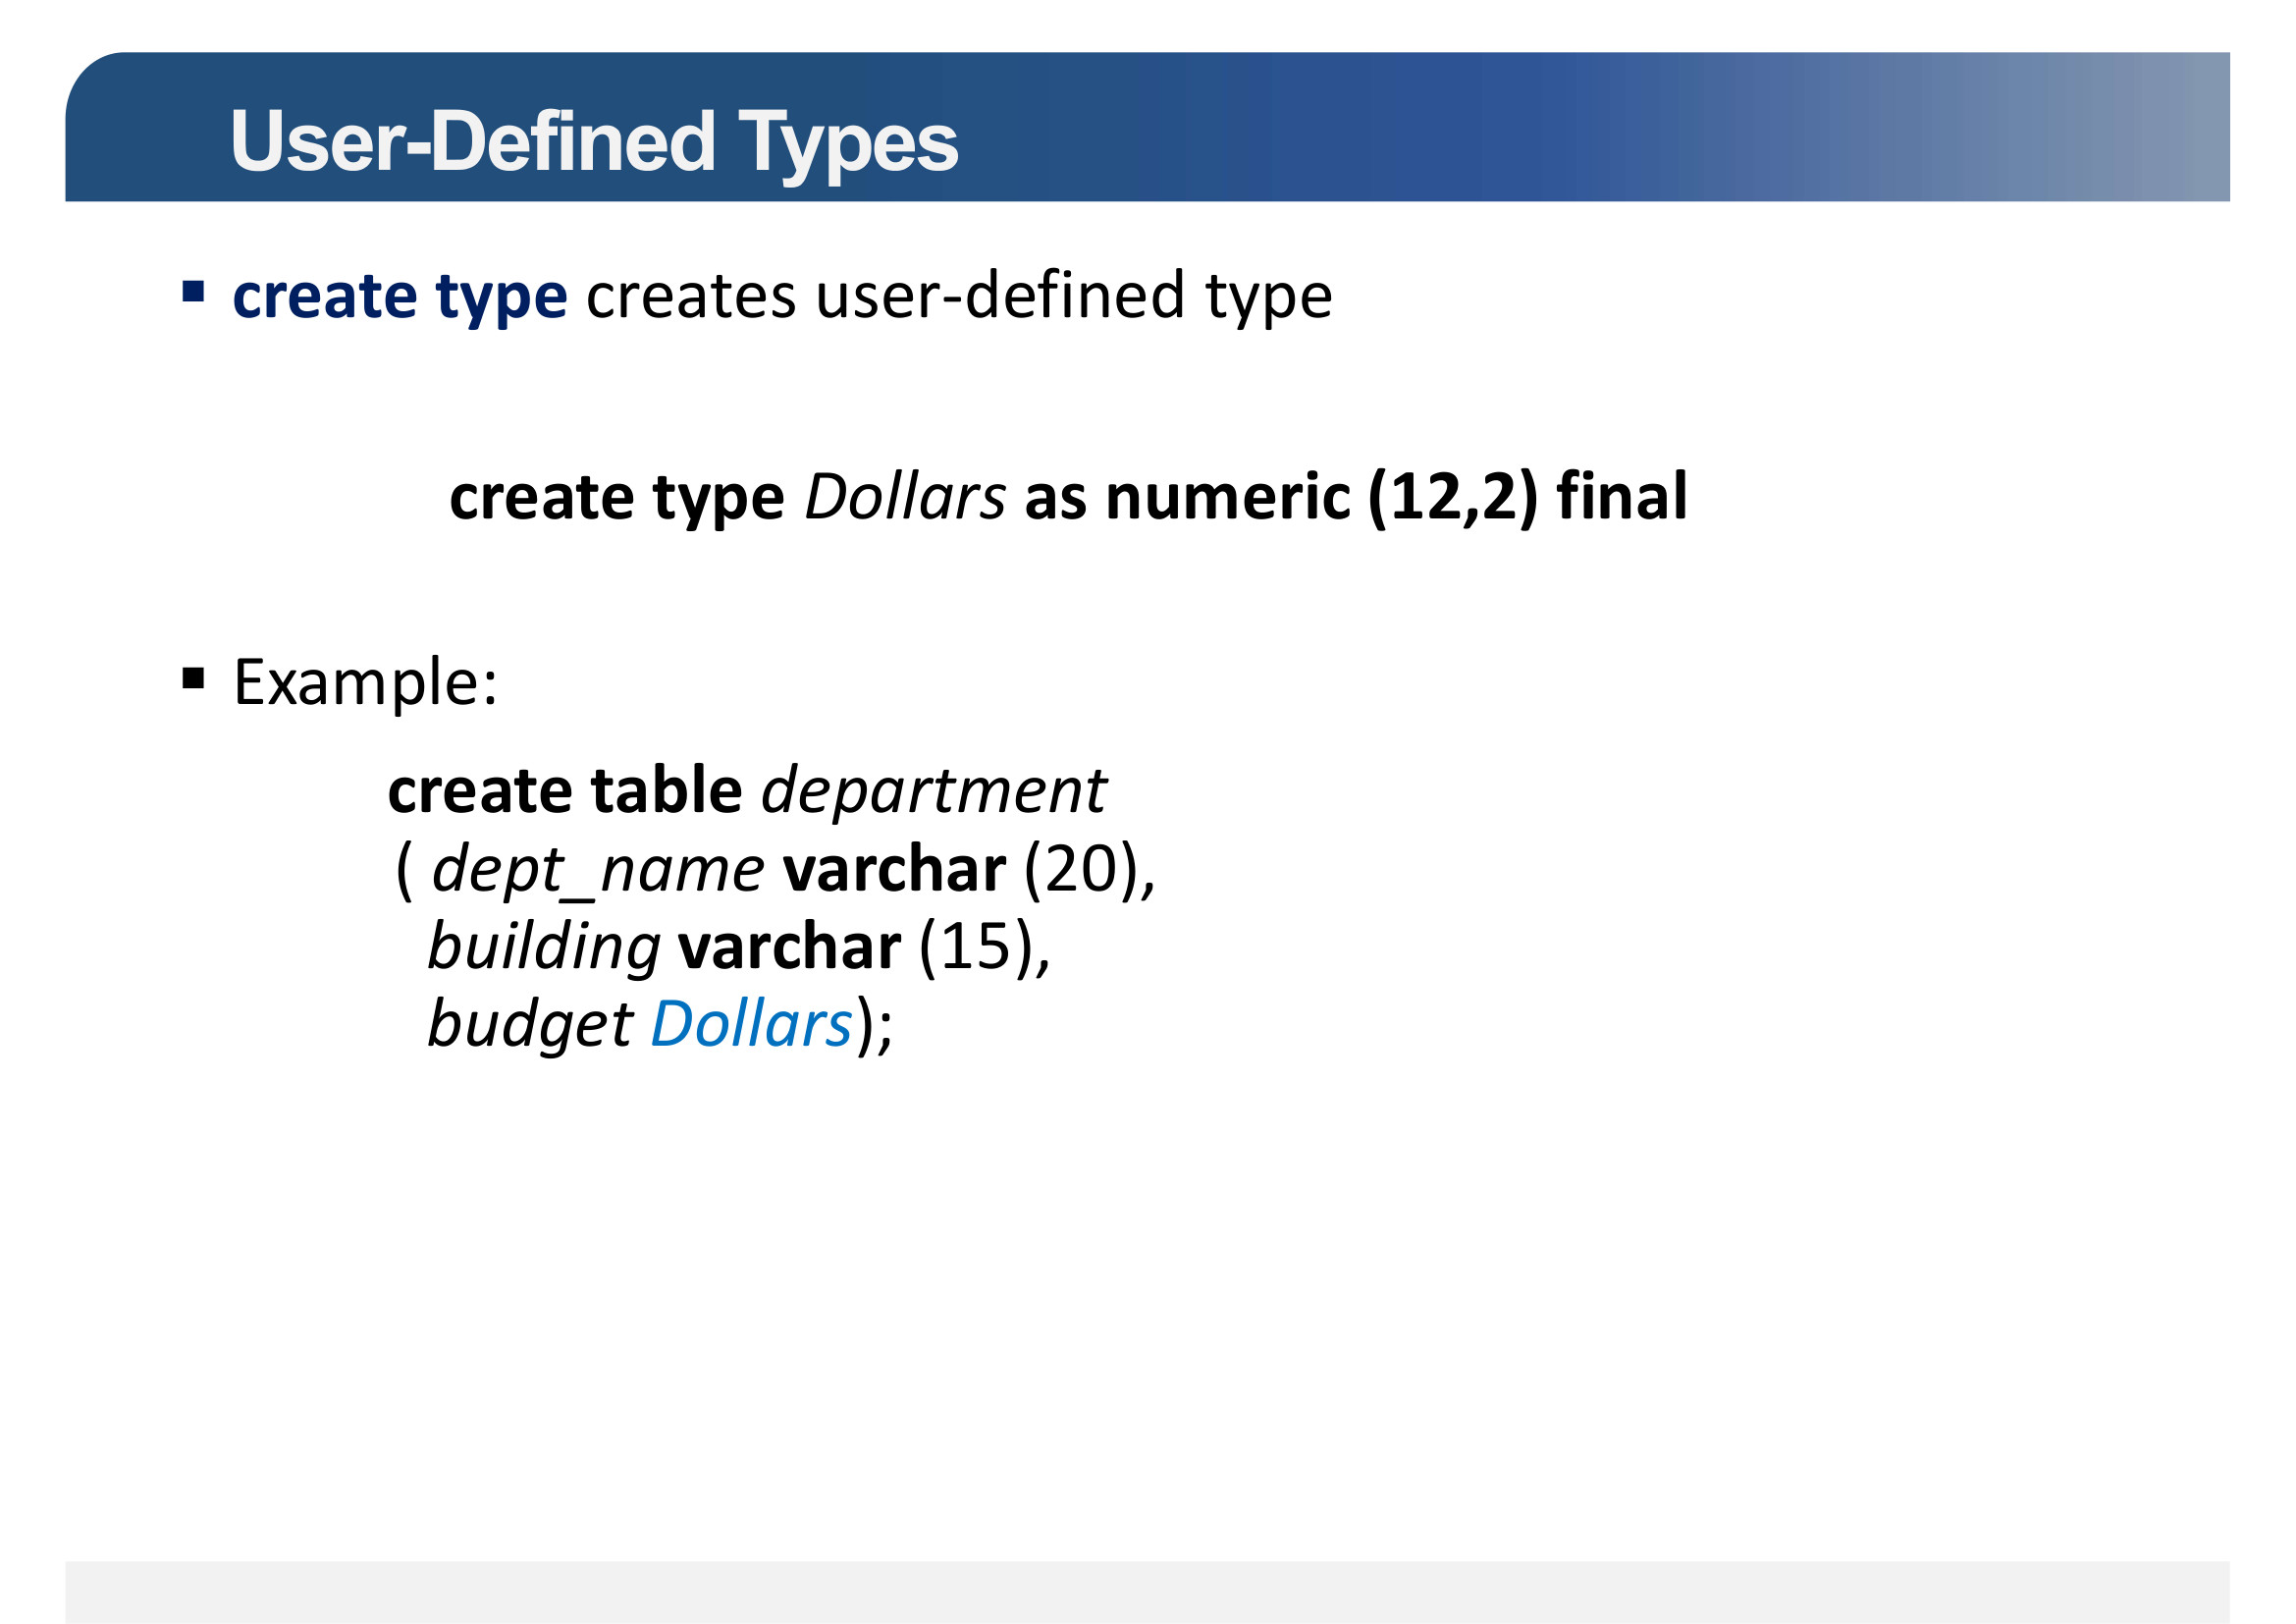 User-Defined Types
▪ create type creates user-defined type
create type Dollars as numeric (12,2) final
▪ Example:
create table department
( dept_name varchar (20),
building varchar (15),
budget Dollars);